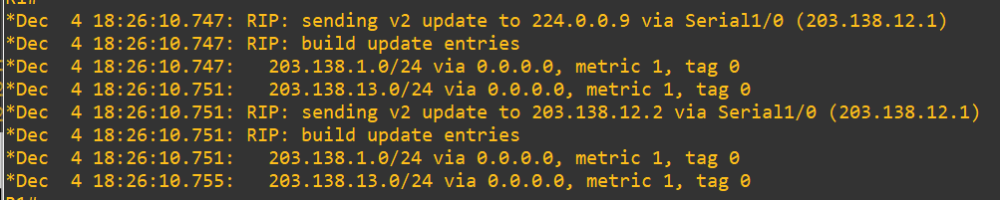 *Dec  4 18:26:10.747: RIP: sending v2 update to 224.0.0.9 via Serial1/0 (203.138.12.1)
*Dec  4 18:26:10.747: RIP: build update entries
*Dec  4 18:26:10.747:   203.138.1.0/24 via 0.0.0.0, metric 1, tag 0
*Dec  4 18:26:10.751:   203.138.13.0/24 via 0.0.0.0, metric 1, tag 0
*Dec  4 18:26:10.751: RIP: sending v2 update to 203.138.12.2 via Serial1/0 (203.138.12.1)
*Dec  4 18:26:10.751: RIP: build update entries
*Dec  4 18:26:10.751:   203.138.1.0/24 via 0.0.0.0, metric 1, tag 0
*Dec  4 18:26:10.755:   203.138.13.0/24 via 0.0.0.0, metric 1, tag 0